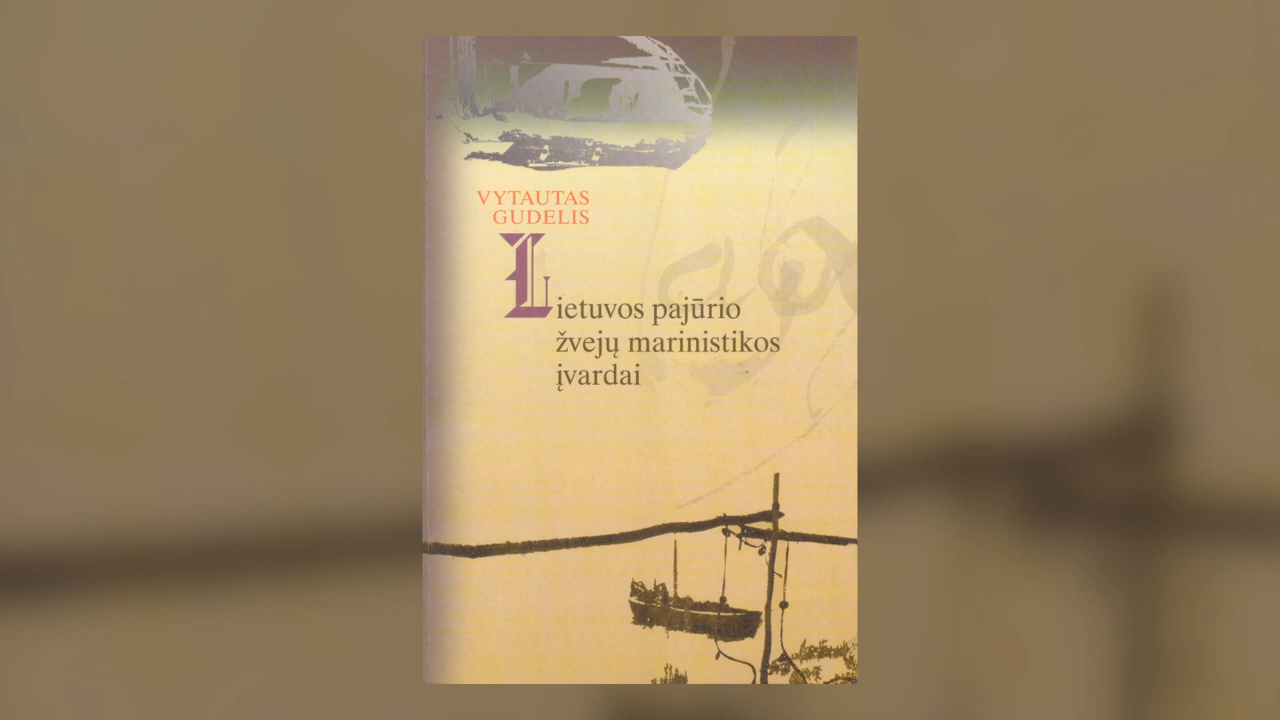 VYTAUTAS
GUDELIS
Lietuvos pajūrio
žvejų marinistikos
įvardai